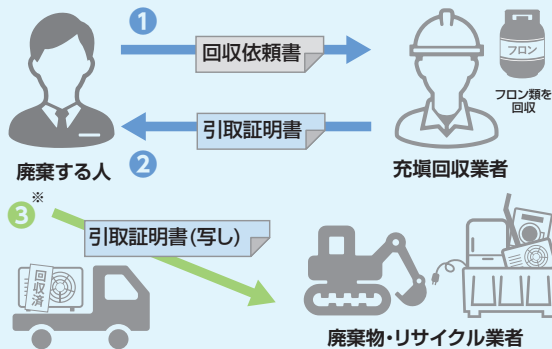 1
回収依頼書
フロン
フロン類を
回収
引取証明書
2
廃棄する人
充塡回収業者
3
※
引取証明書(写し)
回収済
廃棄物・リサイクル業者